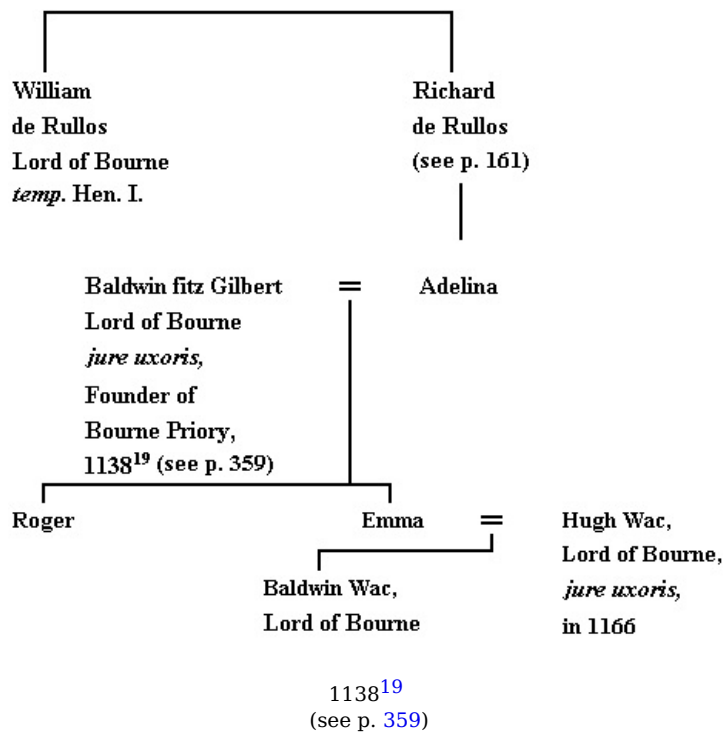 William
de Rullos
Lord of Bourne
temp. Hen. I.
Richard
de Rullos
(see p. 161)
Baldwin fitz Gilbert
Lord of Bourne
jure uxoris,
Founder of
Bourne Priory,
1138¹⁹ (see p. 359)
=
Adelina
Roger
Emma
=
Hugh Wac,
Lord of Bourne,
jure uxoris,
in 1166
Baldwin Wac,
Lord of Bourne
1138¹⁹
(see p. 359)